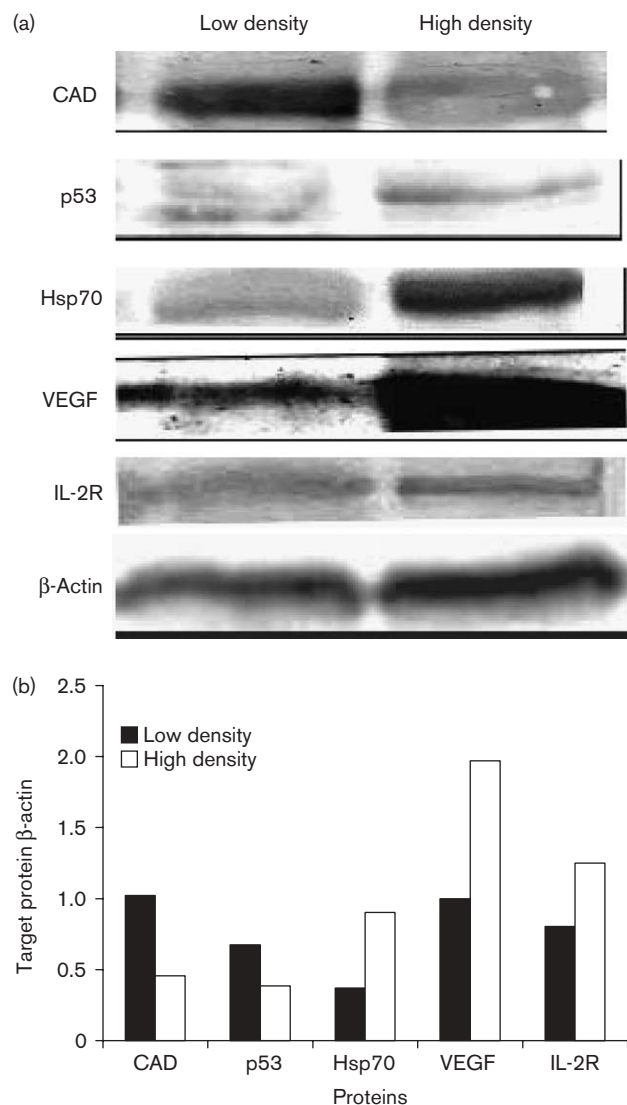 (a)
Low density High density
CAD
p53
Hsp70
VEGF
IL-2R
β-Actin
(b)
2.5
2.0
1.5
1.0
0.5
0
Target protein β-actin
Low density
High density
CAD p53 Hsp70 VEGF IL-2R
Proteins